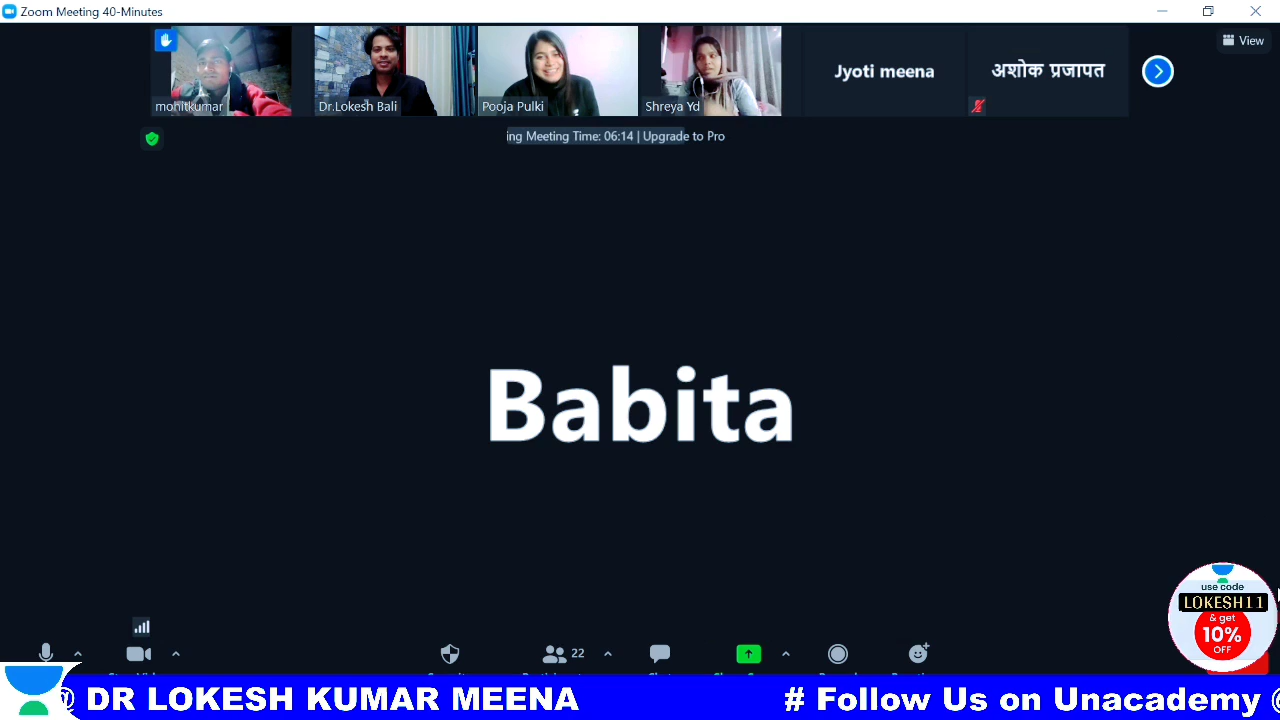 Zoom Meeting 40-Minutes
View
mohitkumar
Dr.Lokesh Bali
Pooja Pulki
Shreya Yd
Jyoti meena
अशोक प्रजापत
ing Meeting Time: 06:14 | Upgrade to Pro
Babita
use code
LOKESH11
& get
10%
OFF
22
@ DR LOKESH KUMAR MEENA
# Follow Us on Unacademy @